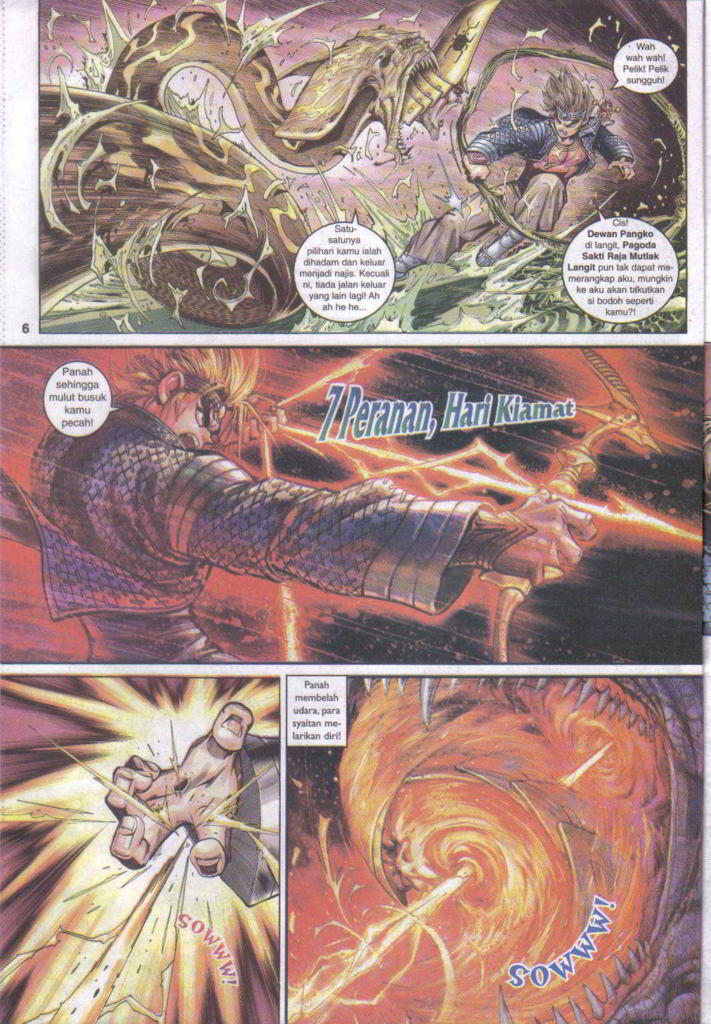 Wah
wah wah!
Pelik! Pelik
sungguh!
Satu-
satunya
pilihan kamu ialah
dihadam dan keluar
menjadi najis. Kecuali
ni, tiada jalan keluar
yang lain lagi! Ah
ah he he...
Cis!
Dewan Pangko
di langit, Pagoda
Sakti Raja Mutlak
Langit pun tak dapat me-
merangkap aku, mungkin
ke aku akan takutkan
si bodoh seperti
kamu?!
6
Panah
sehingga
mulut busuk
kamu
pecah!
7 Peranan, Hari Kiamat
SOWWW!
Panah
membelah
udara, para
syaitan me-
larikan diri!
SOWWW!